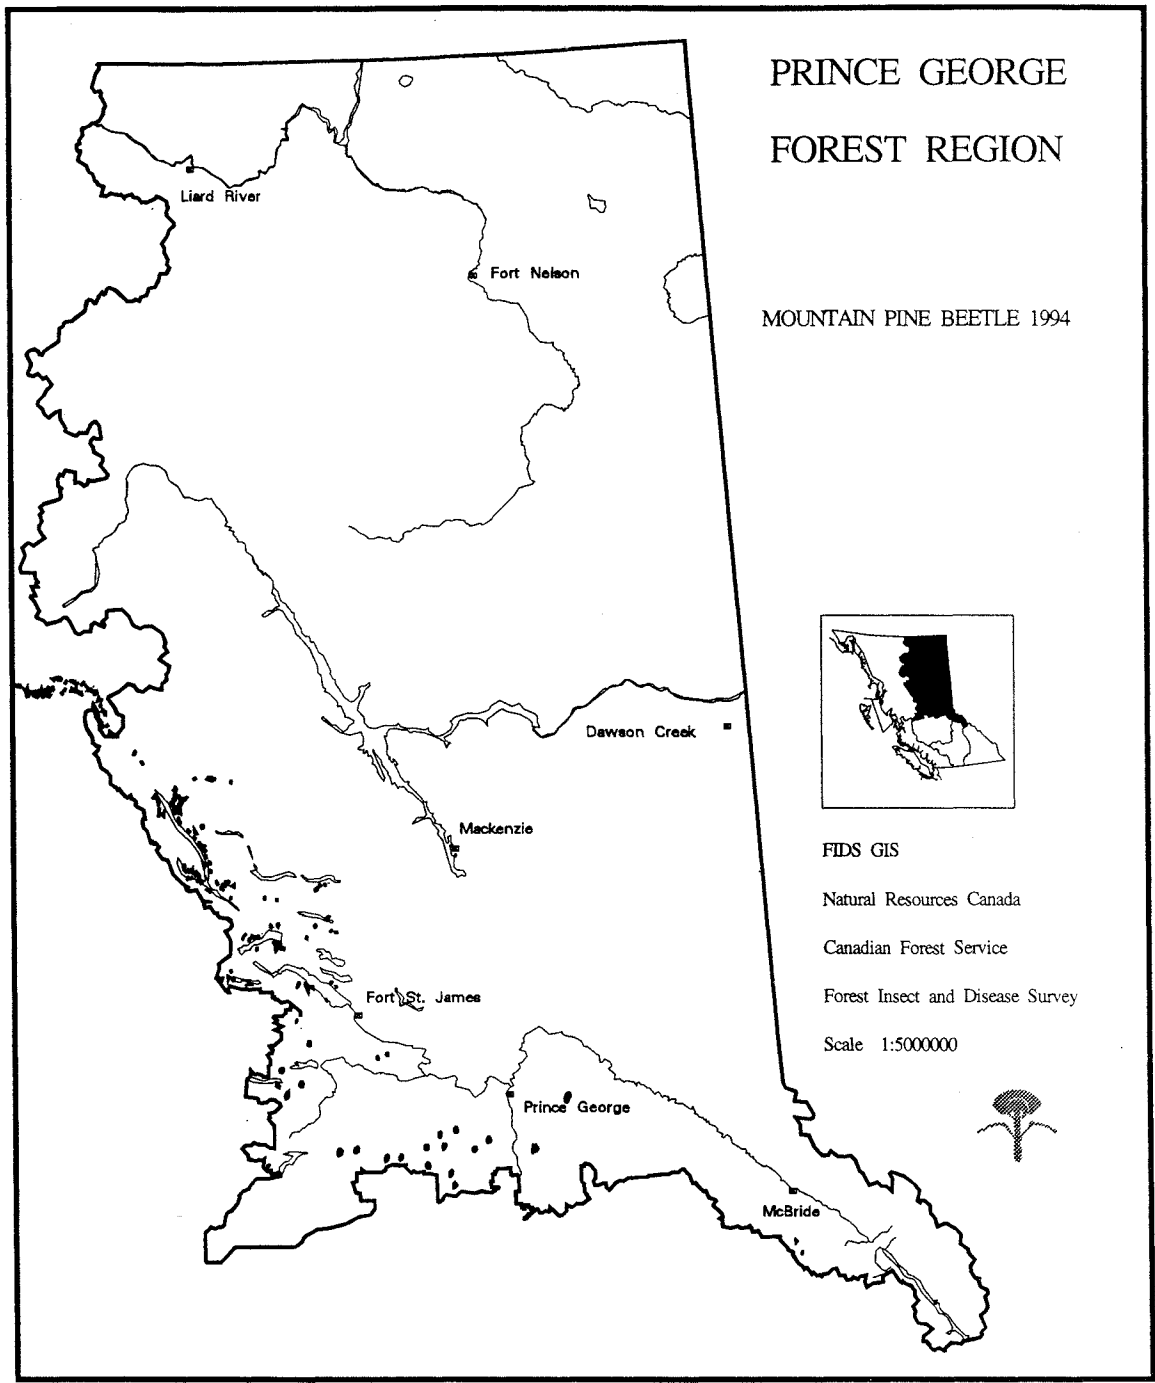 PRINCE GEORGE
FOREST REGION
MOUNTAIN PINE BEETLE 1994
Liard River
Fort Nelson
Dawson Creek
Mackenzie
Fort St. James
Prince George
McBride
FIDS GIS
Natural Resources Canada
Canadian Forest Service
Forest Insect and Disease Survey
Scale 1:5000000